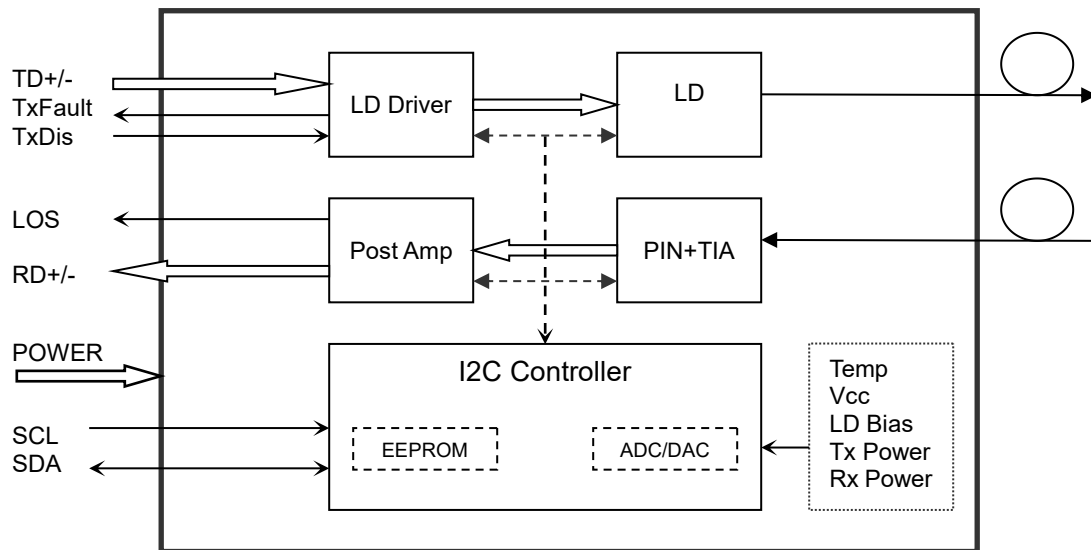 TD+/-
TxFault
TxDis
LD Driver
LD
LOS
RD+/-
Post Amp
PIN+TIA
POWER
SCL
SDA
I2C Controller
EEPROM
ADC/DAC
Temp
Vcc
LD Bias
Tx Power
Rx Power